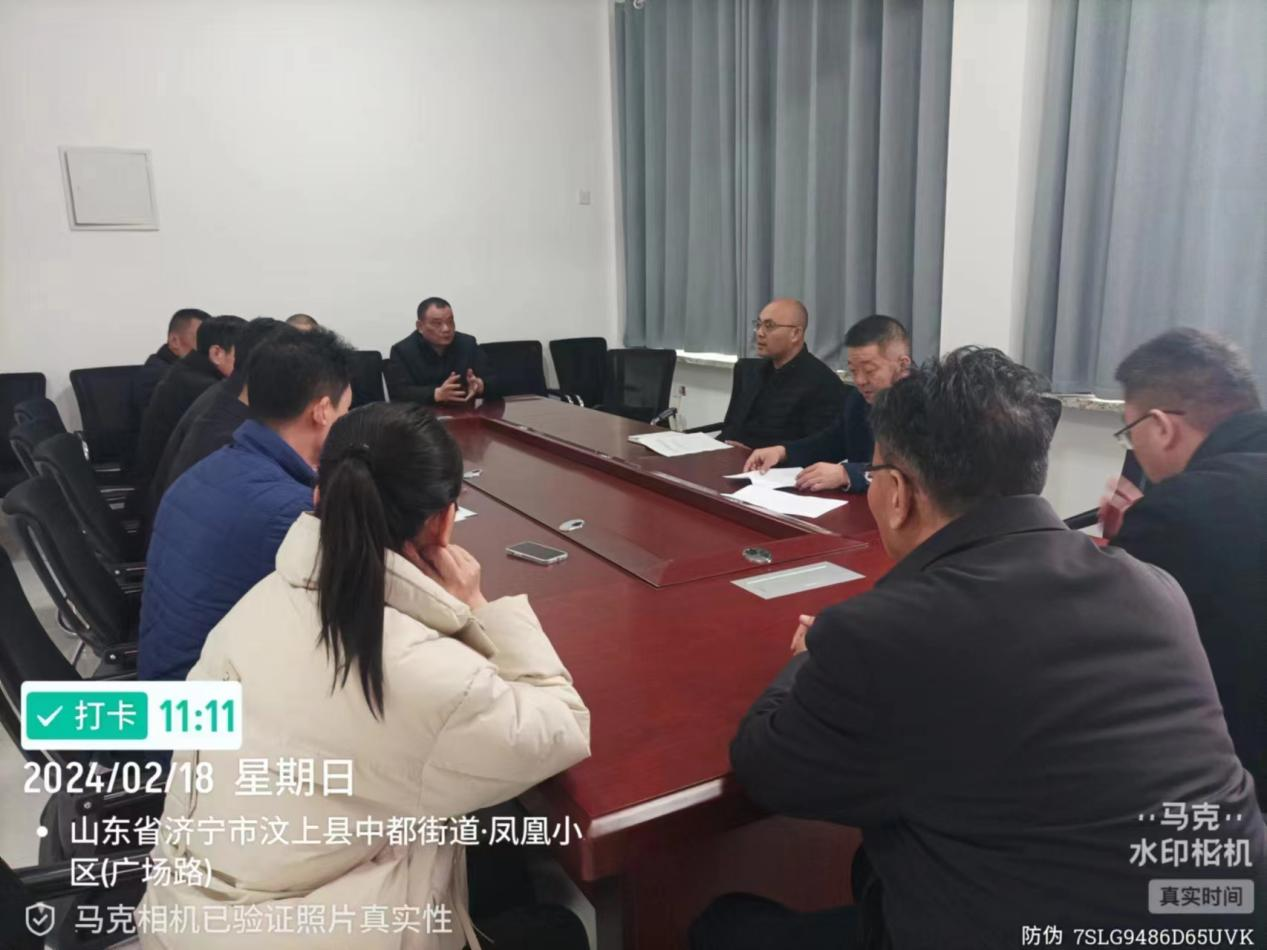 打卡 11:11
2024/02/18 星期日
山东省济宁市汶上县中都街道·凤凰小
区(广场路)
马克相机已验证照片真实性
马克
水印相机
真实时间
防伪 7SLG9486D65UVK